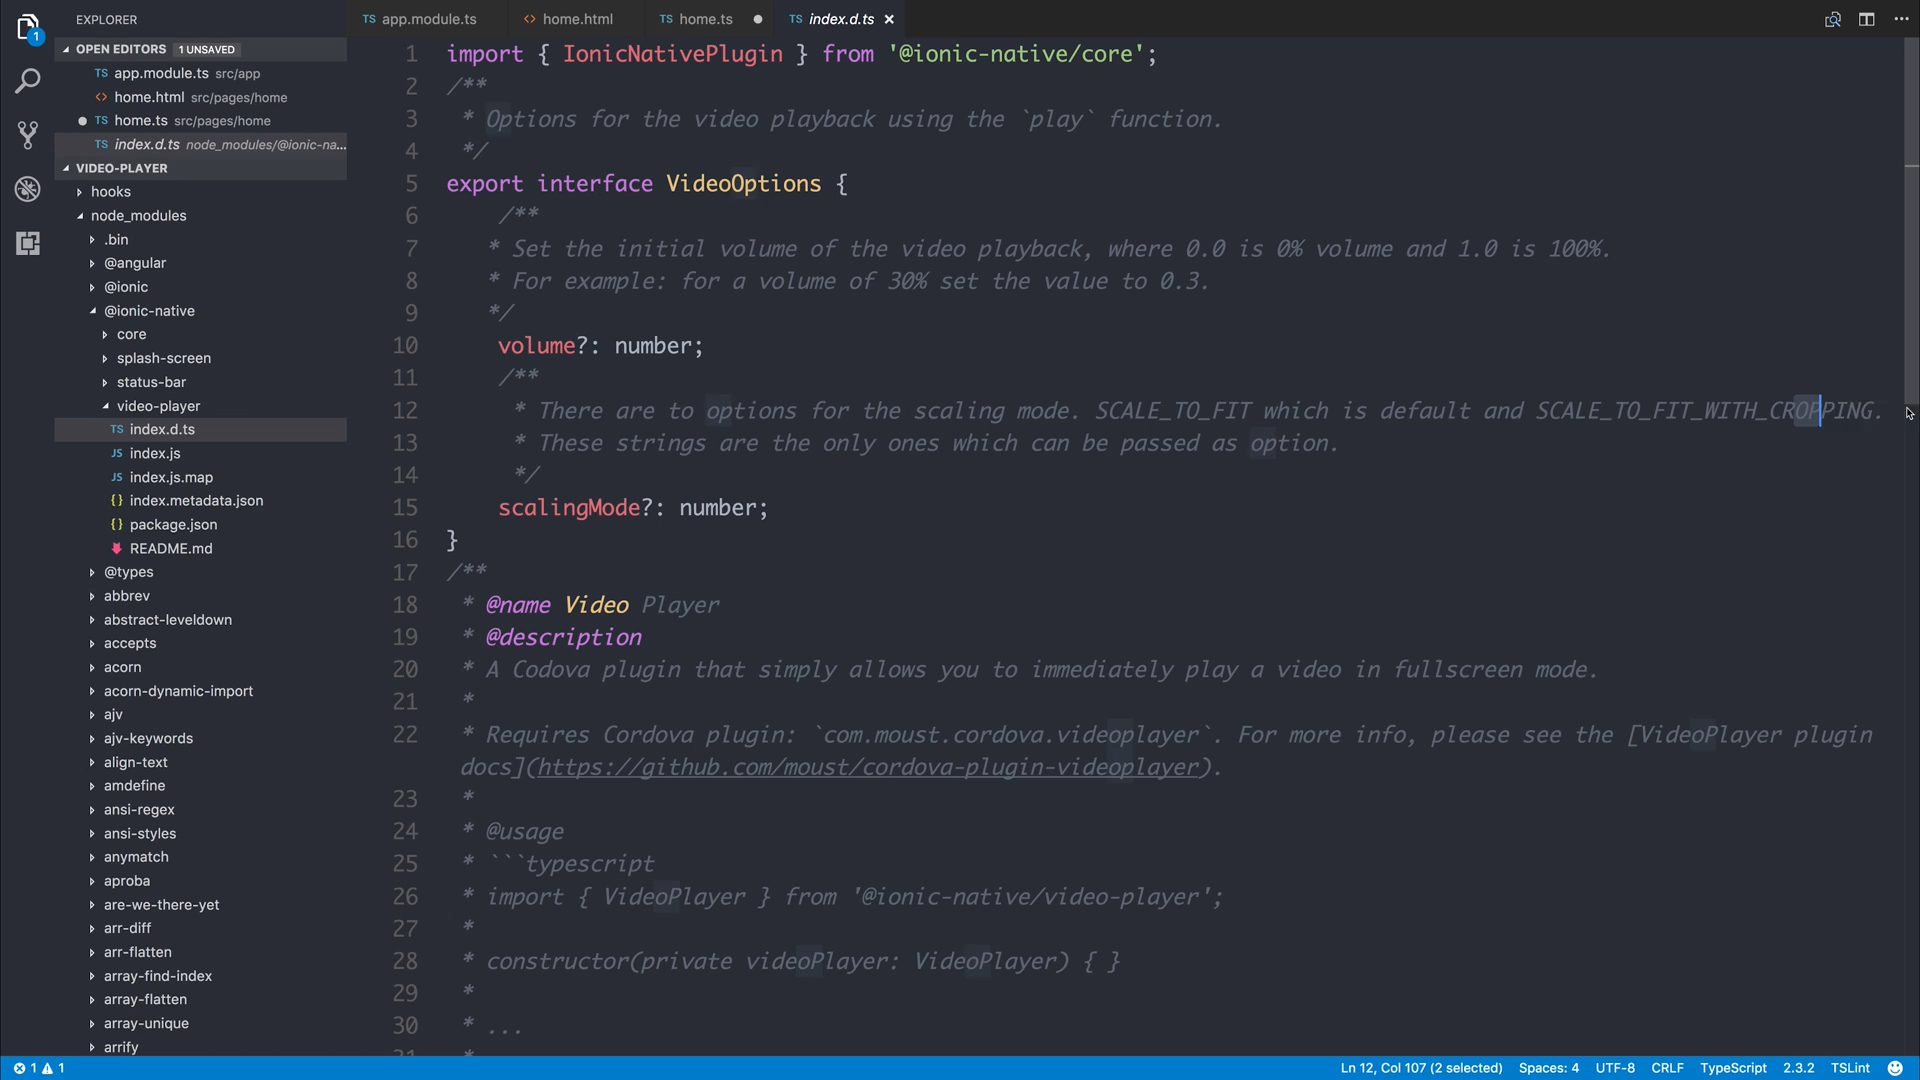 EXPLORER
OPEN EDITORS 1 UNSAVED
TS app.module.ts src/app
<> home.html src/pages/home
TS home.ts src/pages/home
TS index.d.ts node_modules/@ionic-na...
VIDEO-PLAYER
hooks
node_modules
.bin
@angular
@ionic
@ionic-native
core
splash-screen
status-bar
video-player
TS index.d.ts
JS index.js
JS index.js.map
{} index.metadata.json
{} package.json
README.md
@types
abbrev
abstract-leveldown
accepts
acorn
acorn-dynamic-import
ajv
ajv-keywords
align-text
amdefine
ansi-regex
ansi-styles
anymatch
aproba
are-we-there-yet
arr-diff
arr-flatten
array-find-index
array-flatten
array-unique
arrify
1
TS app.module.ts <> home.html TS home.ts TS index.d.ts
1 import { IonicNativePlugin } from '@ionic-native/core';
2 /**
3 * Options for the video playback using the `play` function.
4 */
5 export interface VideoOptions {
6 /**
7 * Set the initial volume of the video playback, where 0.0 is 0% volume and 1.0 is 100%.
8 * For example: for a volume of 30% set the value to 0.3.
9 */
10 volume?: number;
11 /**
12 * There are to options for the scaling mode. SCALE_TO_FIT which is default and SCALE_TO_FIT_WITH_CROPPING.
13 * These strings are the only ones which can be passed as option.
14 */
15 scalingMode?: number;
16 }
17 /**
18 * @name Video Player
19 * @description
20 * A Codova plugin that simply allows you to immediately play a video in fullscreen mode.
21 *
22 * Requires Cordova plugin: `com.moust.cordova.videoplayer`. For more info, please see the [VideoPlayer plugin
docs](https://github.com/moust/cordova-plugin-videoplayer).
23 *
24 * @usage
25 * ```typescript
26 * import { VideoPlayer } from '@ionic-native/video-player';
27 *
28 * constructor(private videoPlayer: VideoPlayer) { }
29 *
30 * ...
1 1 Ln 12, Col 107 (2 selected) Spaces: 4 UTF-8 CRLF TypeScript 2.3.2 TSLint